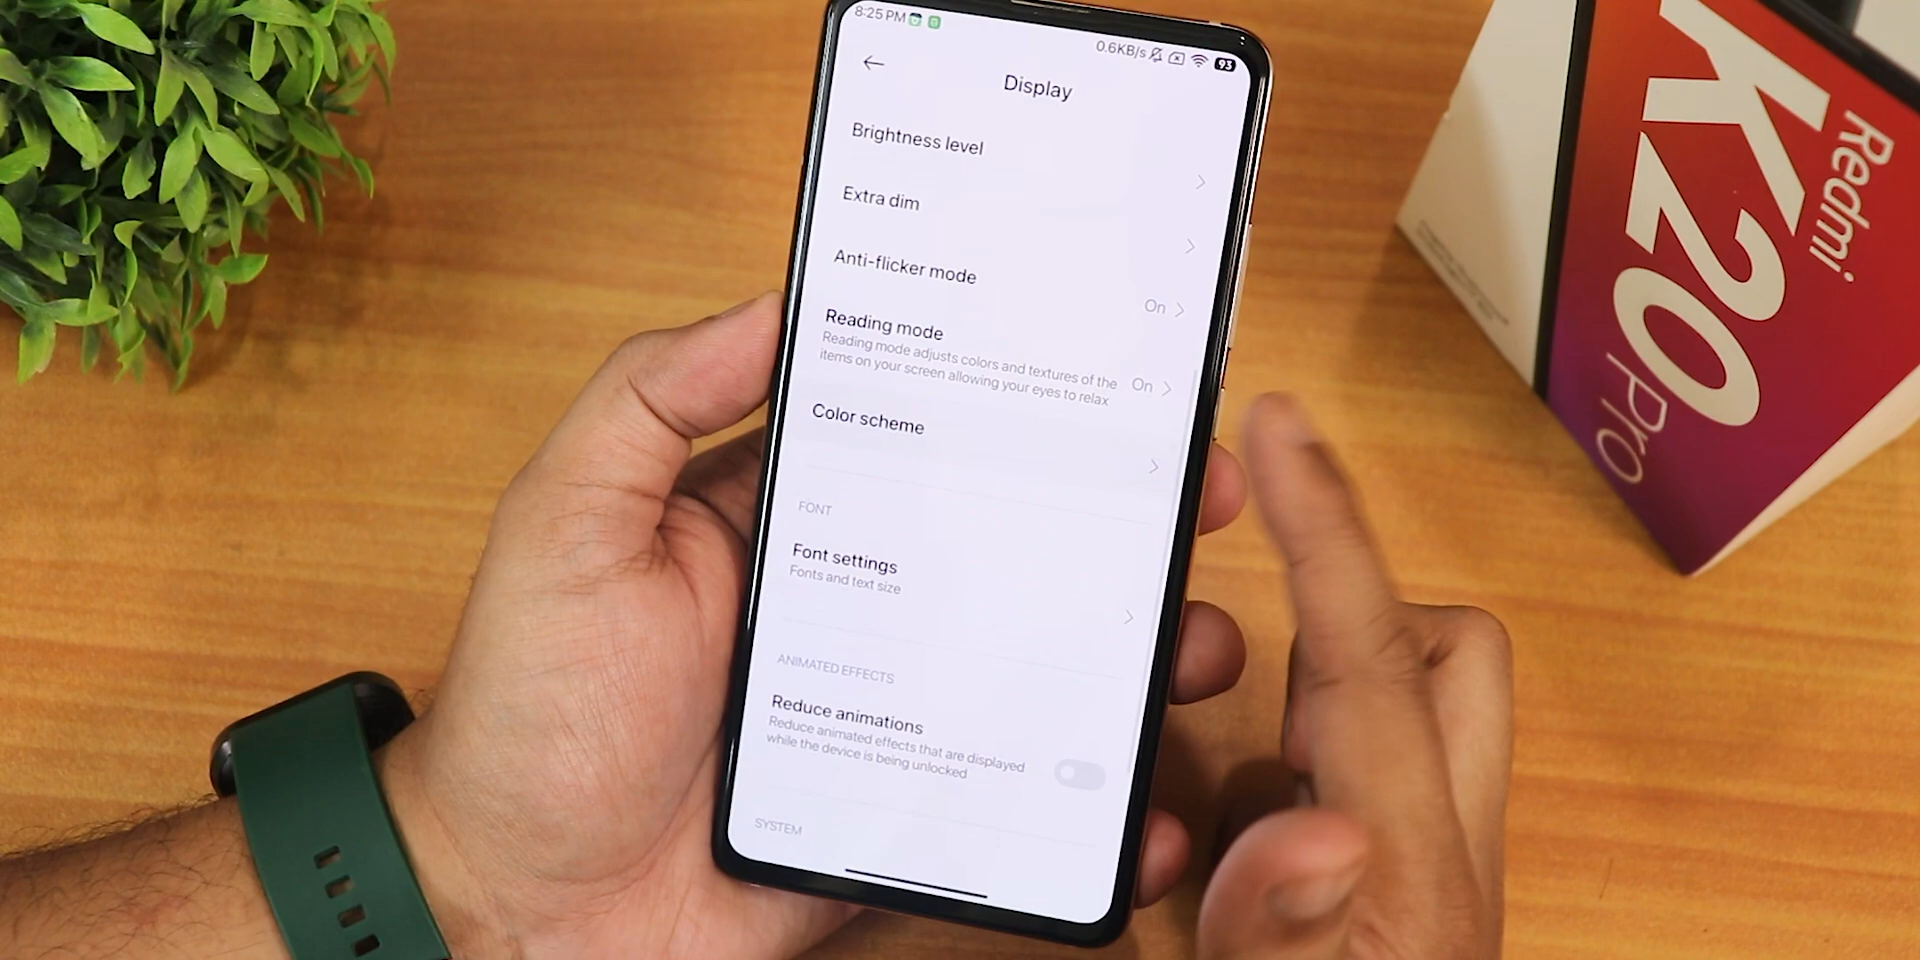 8:25 PM
0.6KB/s
93
Display
Brightness level
Extra dim
Anti-flicker mode
On
Reading mode
Reading mode adjusts colors and textures of the
items on your screen allowing your eyes to relax
On
Color scheme
FONT
Font settings
Fonts and text size
ANIMATED EFFECTS
Reduce animations
Reduce animated effects that are displayed
while the device is being unlocked
SYSTEM
Redmi
K20
Pro